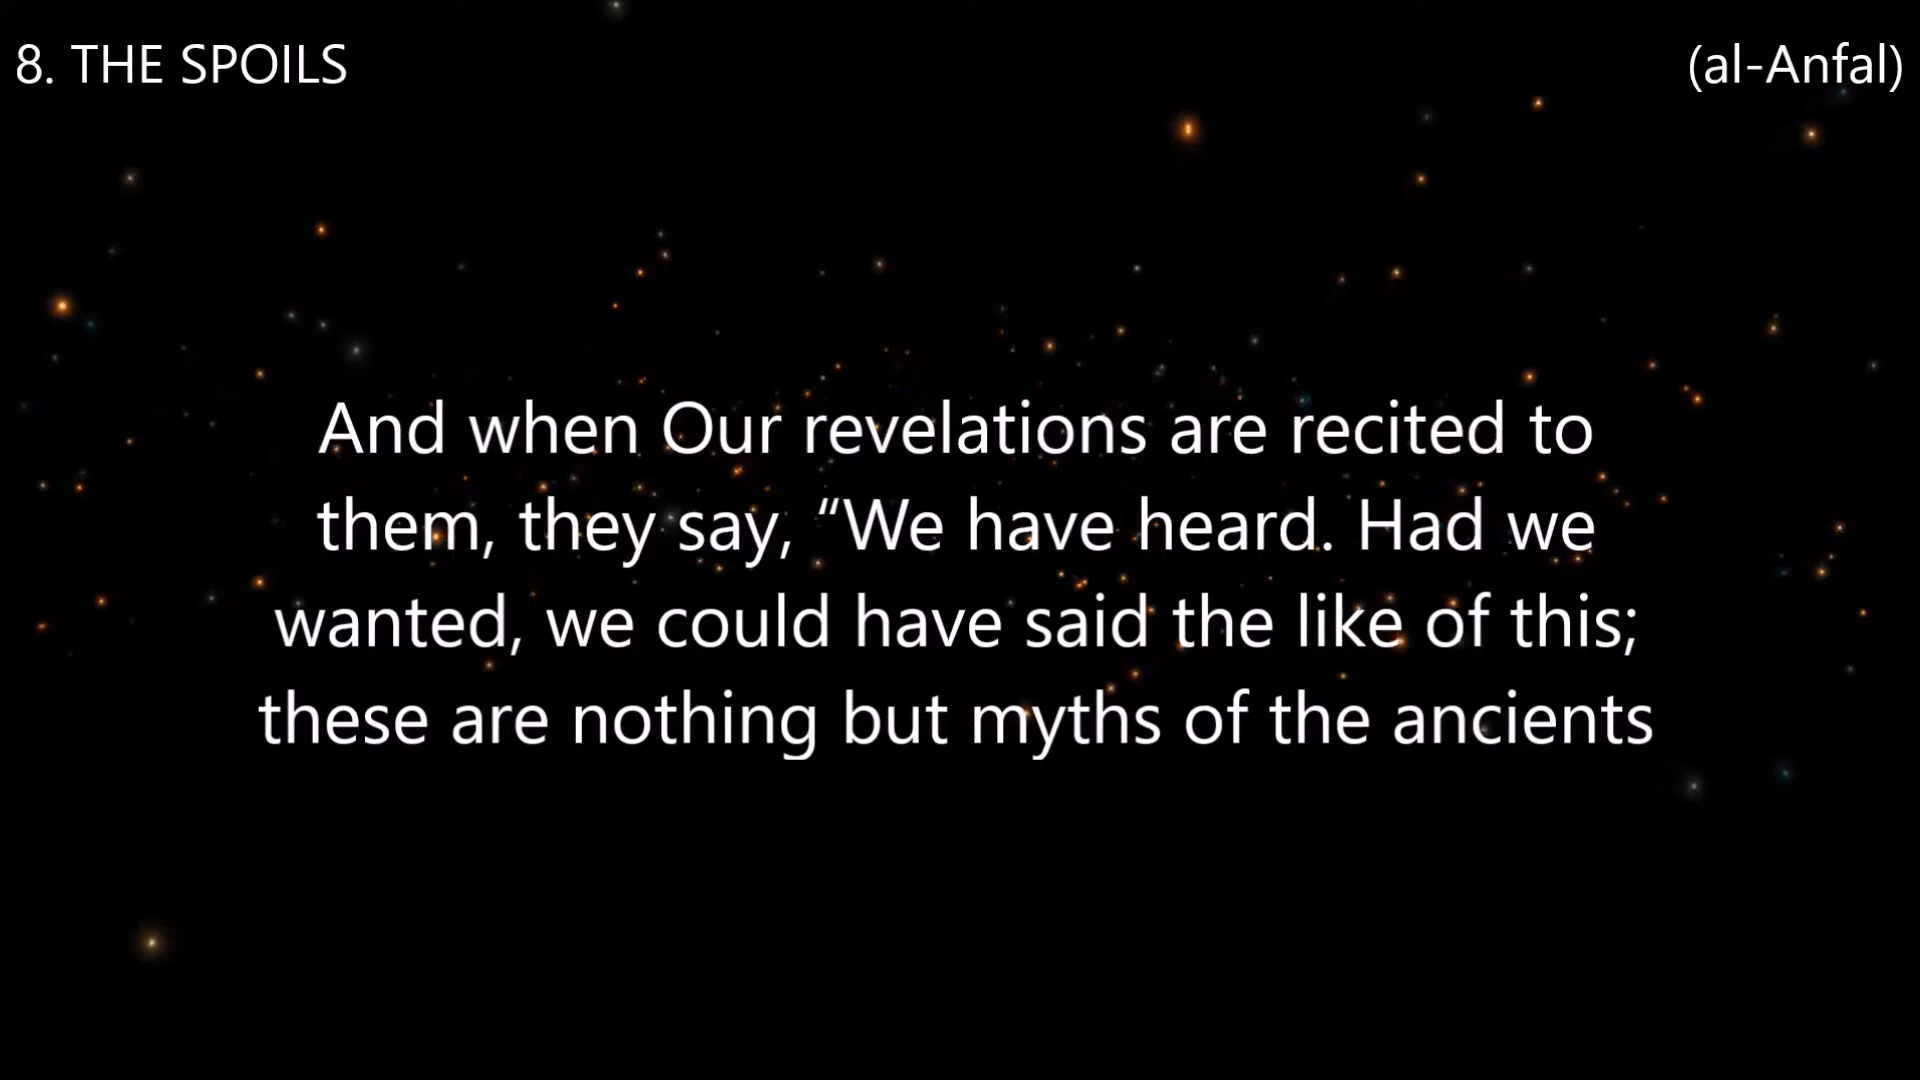 8. THE SPOILS
(al-Anfal)
And when Our revelations are recited to
them, they say, “We have heard. Had we
wanted, we could have said the like of this;
these are nothing but myths of the ancients